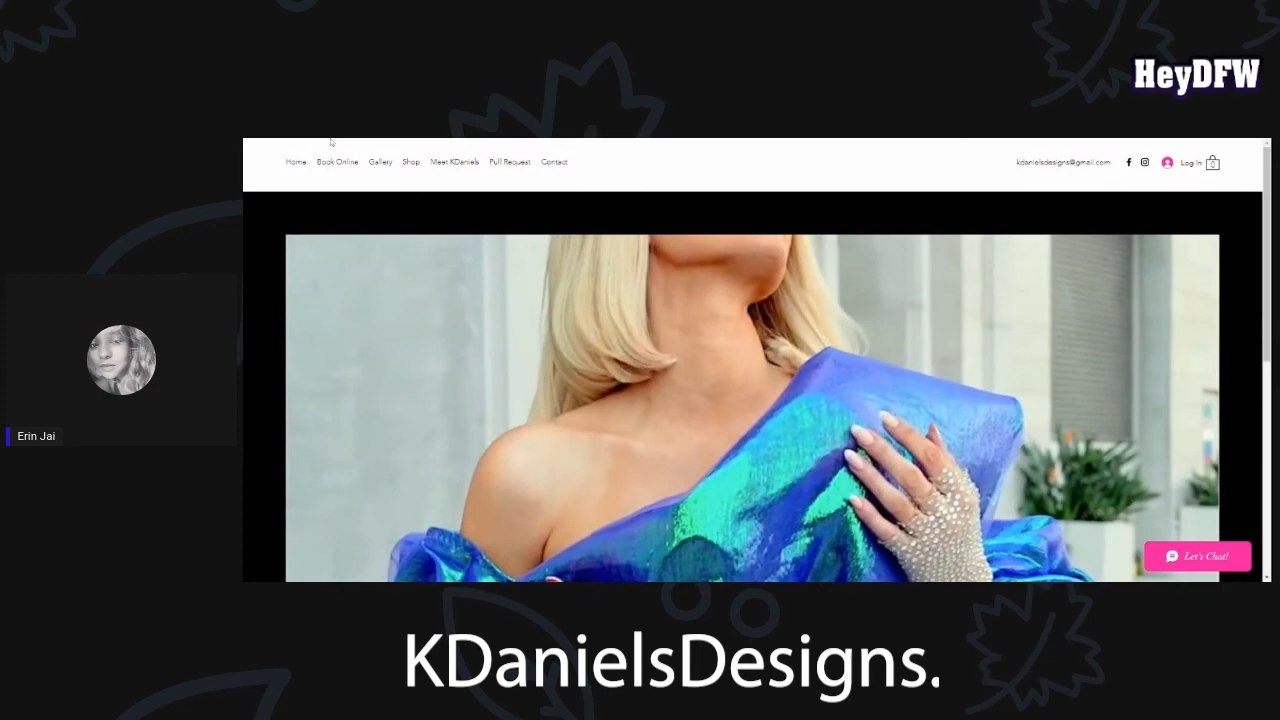 HeyDFW
Home Book Online Gallery Shop Meet KDaniels Pull Request Contact
kdanielsdesigns@gmail.com Log In 0
Let's Chat!
Erin Jai
KDanielsDesigns.